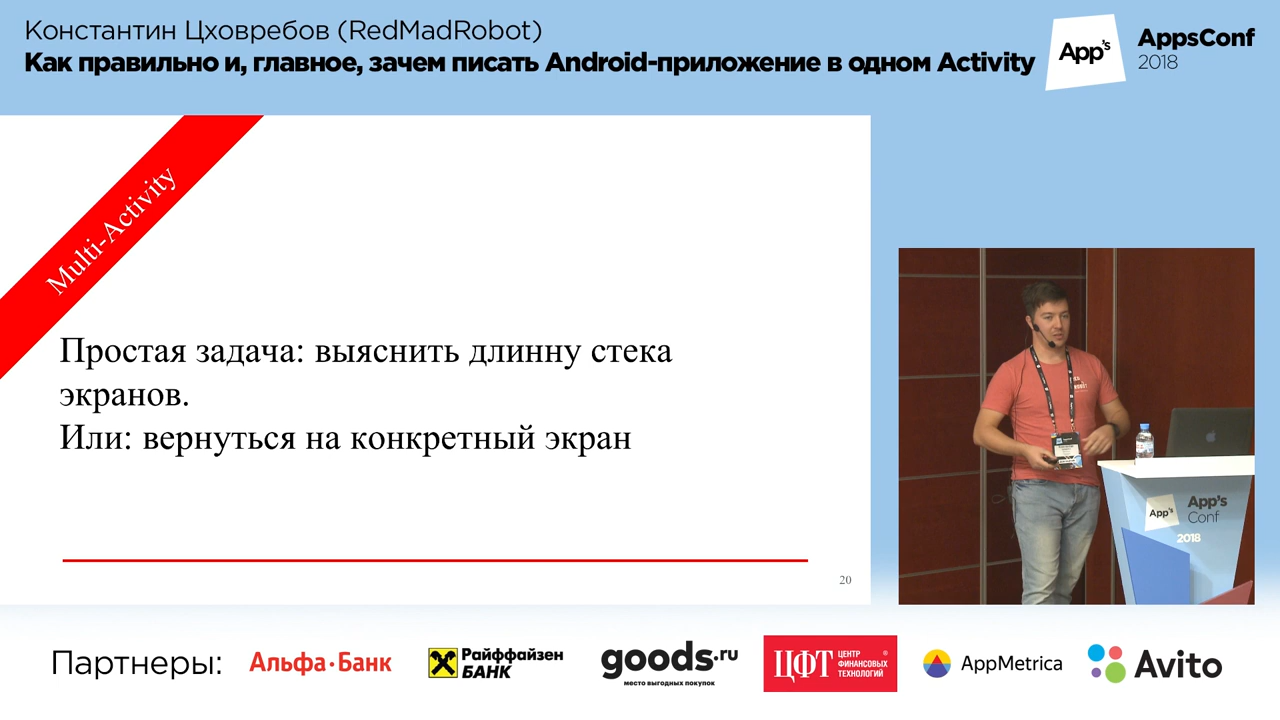 Константин Цховребов (RedMadRobot)
Как правильно и, главное, зачем писать Android-приложение в одном Activity
App's
AppsConf
2018
Multi-Activity
Простая задача: выяснить длинну стека
экранов.
Или: вернуться на конкретный экран
20
App's
App's
Conf
2018
Партнеры:
Альфа·Банк
Райффайзен
БАНК
goods.ru
место выгодных покупок
ЦФТ
ЦЕНТР
ФИНАНСОВЫХ
ТЕХНОЛОГИЙ
®
AppMetrica
Avito